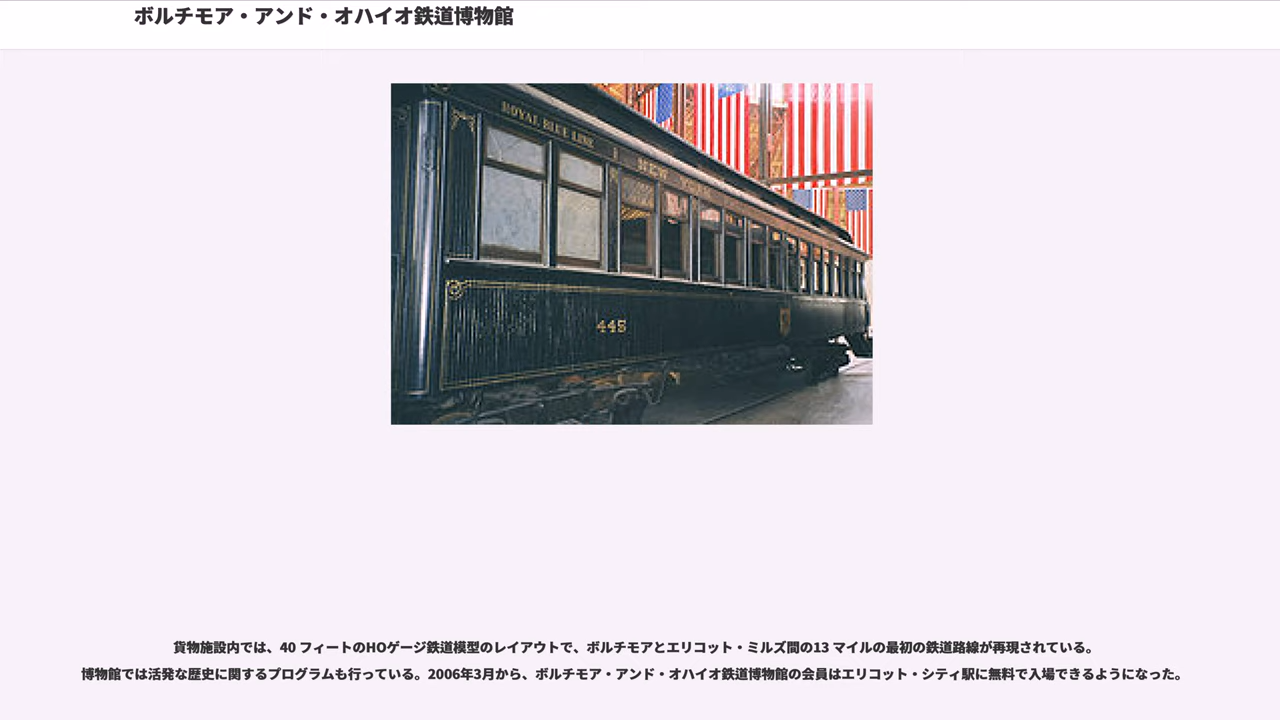 ボルチモア・アンド・オハイオ鉄道博物館
ROYAL BLUE LINE
NEW
445
貨物施設内では、40 フィートのHOゲージ鉄道模型のレイアウトで、ボルチモアとエリコット・ミルズ間の13 マイルの最初の鉄道路線が再現されている。
博物館では活発な歴史に関するプログラムも行っている。2006年3月から、ボルチモア・アンド・オハイオ鉄道博物館の会員はエリコット・シティ駅に無料で入場できるようになった。